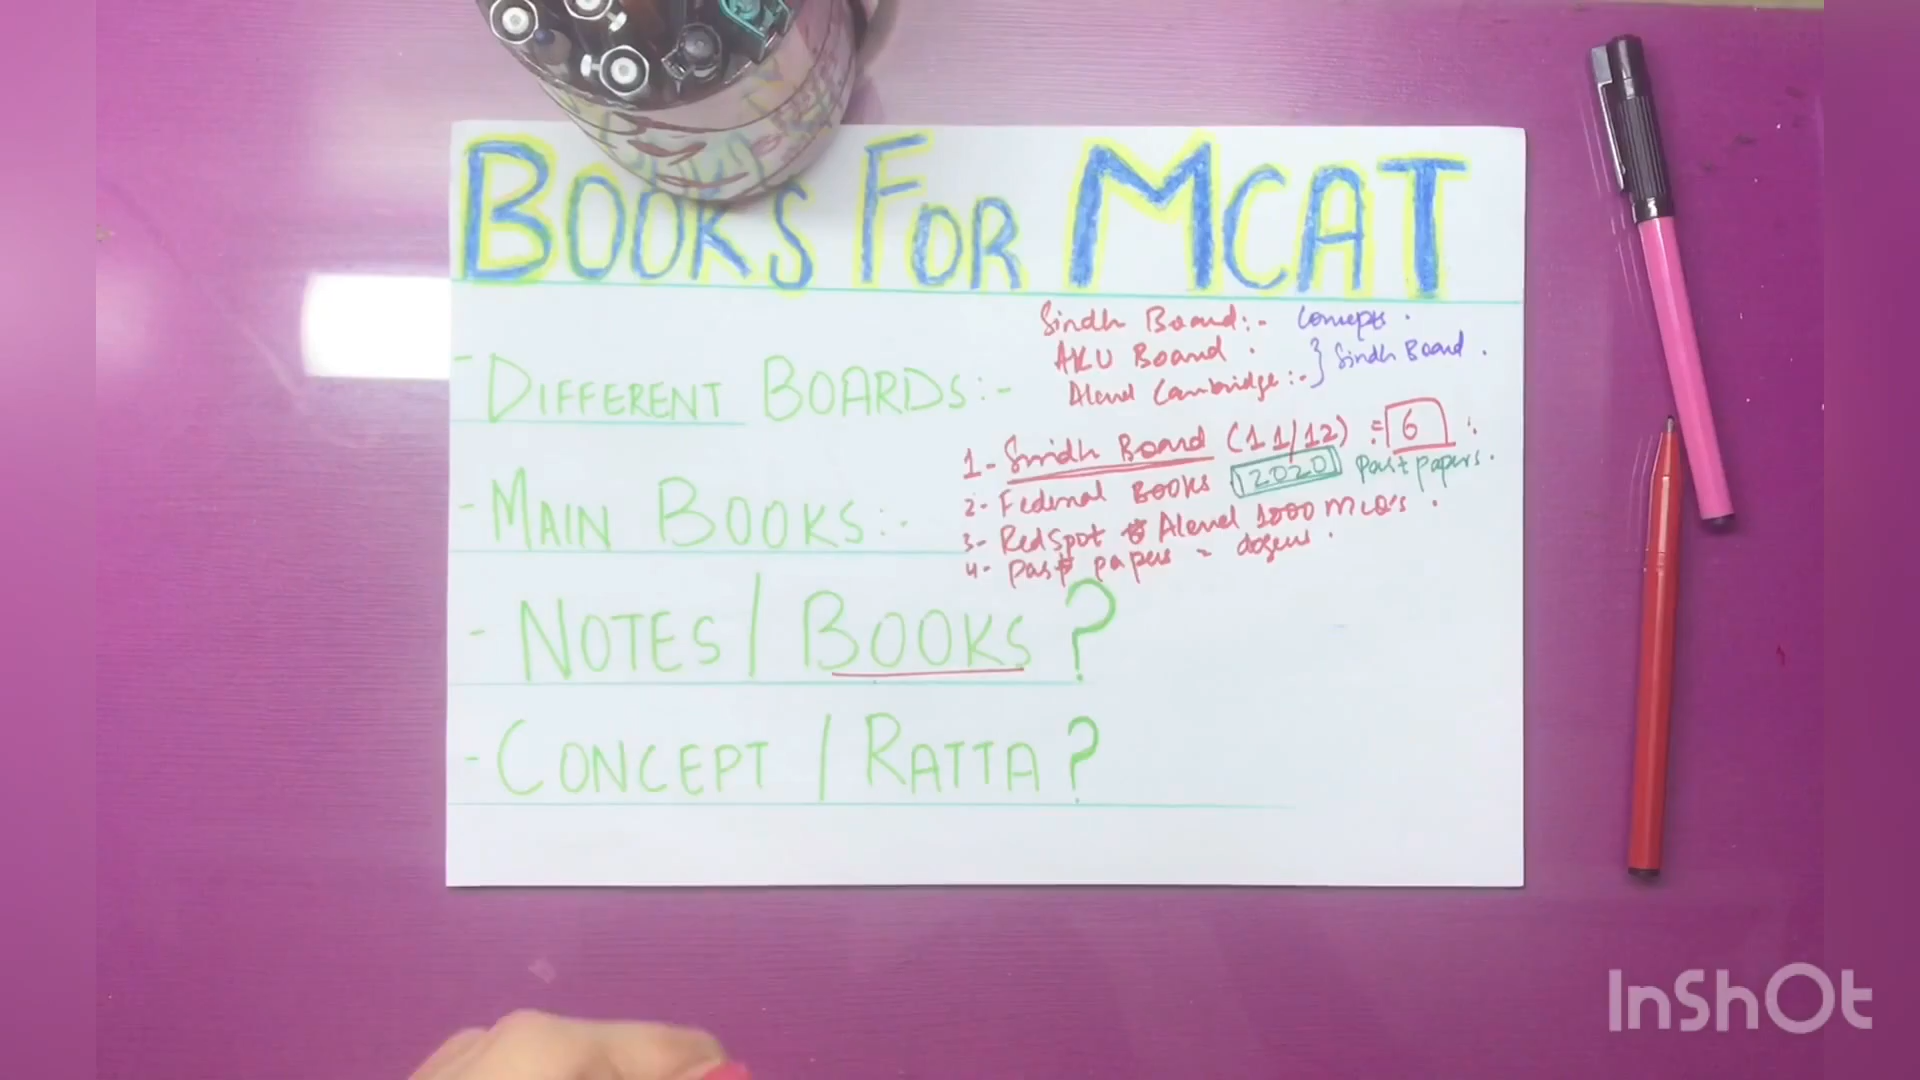 BOOKS FOR MCAT
Sindh Board:- Concepts.
AKU Board.
Alevel Cambridge:- } Sindh Board.
- DIFFERENT BOARDS:-
1- Sindh Board (11/12) = 6
2- Federal BOOKS 2020 Past papers.
3- RedSpot Alevel 1000 MCQ's.
4- past papers - dogens.
- MAIN BOOKS:-
- NOTES / BOOKS ?
- CONCEPT / RATTA ?
InShOt